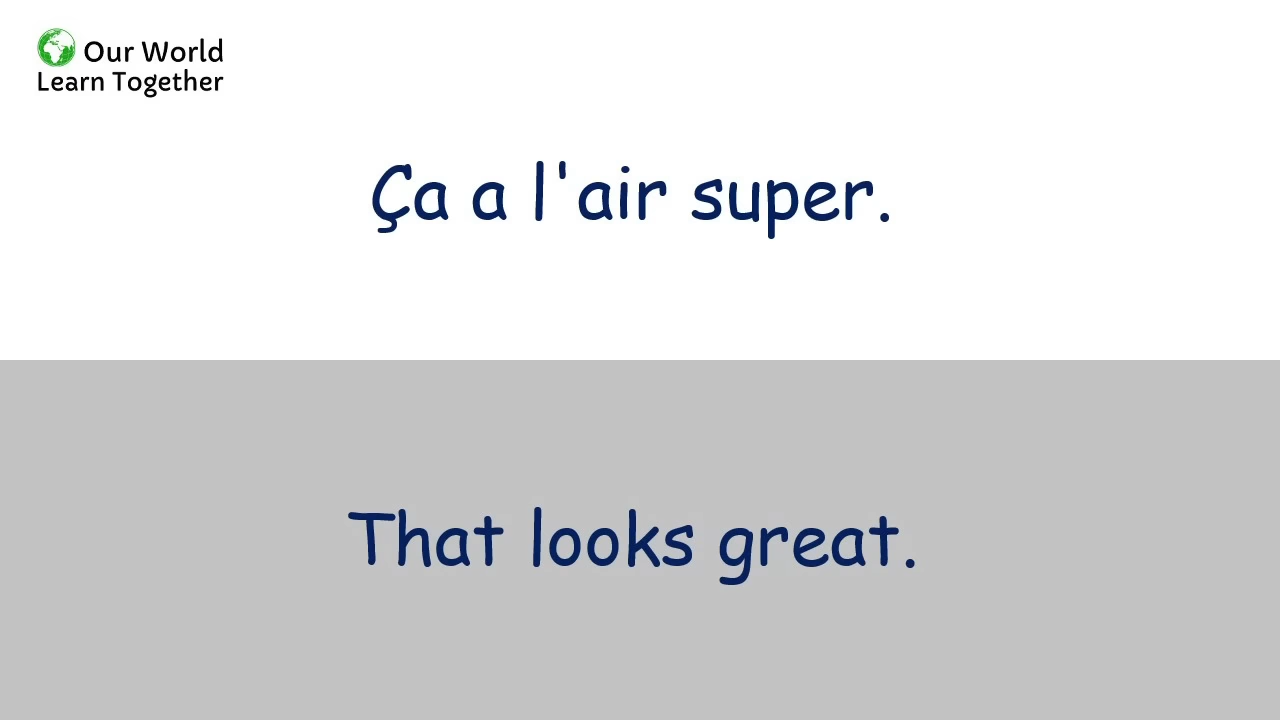 Our World
Learn Together
Ça a l'air super.
That looks great.